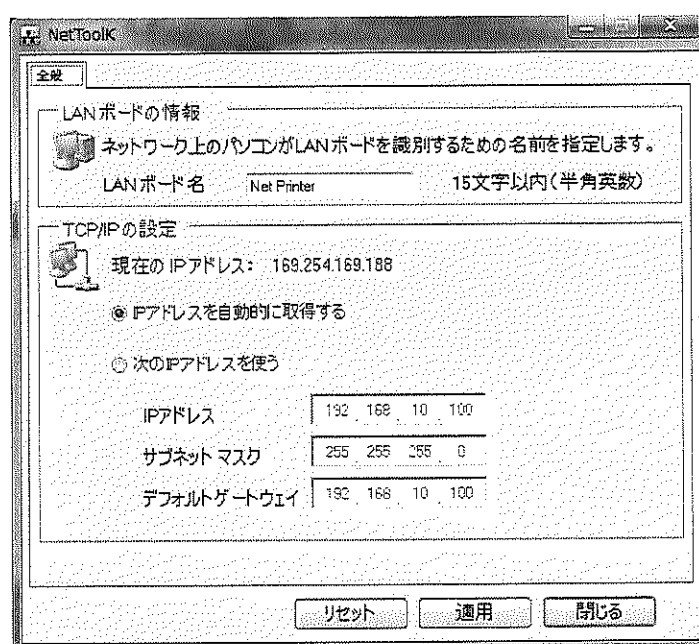 NetToolK
全般
LANボードの情報
ネットワーク上のパソコンがLANボードを識別するための名前を指定します。
LANボード名 Net Printer 15文字以内(半角英数)
TCP/IPの設定
現在のIPアドレス: 169.254.169.188
IPアドレスを自動的に取得する
次のIPアドレスを使う
IPアドレス 192 . 168 . 10 . 100
サブネット マスク 255 . 255 . 255 . 0
デフォルトゲートウェイ 192 . 168 . 10 . 100
リセット 適用 閉じる